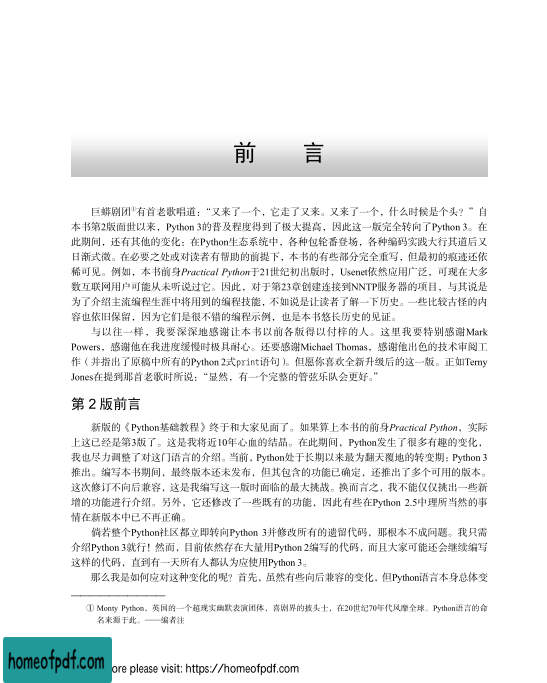 前 言
巨蟒剧团①有首老歌唱道：“又来了一个，它走了又来。又来了一个，什么时候是个头？”自
本书第2版面世以来，Python 3的普及程度得到了极大提高，因此这一版完全转向了Python 3。在
此期间，还有其他的变化：在Python生态系统中，各种包轮番登场，各种编码实践大行其道后又
日渐式微。在必要之处或对读者有帮助的前提下，本书的有些部分完全重写，但最初的痕迹还依
稀可见。例如，本书前身Practical Python于21世纪初出版时，Usenet依然应用广泛，可现在大多
数互联网用户可能从未听说过它。因此，对于第23章创建连接到NNTP服务器的项目，与其说是
为了介绍主流编程生涯中将用到的编程技能，不如说是让读者了解一下历史。一些比较古怪的内
容也依旧保留，因为它们是很不错的编程示例，也是本书悠长历史的见证。
与以往一样，我要深深地感谢让本书以前各版得以付梓的人。这里我要特别感谢Mark
Powers，感谢他在我进度缓慢时极具耐心。还要感谢Michael Thomas，感谢他出色的技术审阅工
作（并指出了原稿中所有的Python 2式print语句）。但愿你喜欢全新升级后的这一版。正如Terny
Jones在提到那首老歌时所说：“显然，有一个完整的管弦乐队会更好。”
第 2 版前言
新版的《Python基础教程》终于和大家见面了。如果算上本书的前身Practical Python，实际
上这已经是第3版了。这是我将近10年心血的结晶。在此期间，Python发生了很多有趣的变化，
我也尽力调整了对这门语言的介绍。当前，Python处于长期以来最为翻天覆地的转变期：Python 3
推出。编写本书期间，最终版本还未发布，但其包含的功能已确定，还推出了多个可用的版本。
这次修订不向后兼容，这是我编写这一版时面临的最大挑战。换而言之，我不能仅仅挑出一些新
增的功能进行介绍。另外，它还修改了一些既有的功能，因此有些在Python 2.5中理所当然的事
情在新版本中已不再正确。
倘若整个Python社区都立即转向Python 3并修改所有的遗留代码，那根本不成问题。我只需
介绍Python 3就行！然而，目前依然存在大量用Python 2编写的代码，而且大家可能还会继续编写
这样的代码，直到有一天所有人都认为应使用Python 3。
那么我是如何应对这种变化的呢？首先，虽然有些向后兼容的变化，但Python语言本身总体变
① Monty Python，英国的一个超现实幽默表演团体，喜剧界的披头士，在20世纪70年代风靡全球。Python语言的命
名来源于此。——编者注
homeofpdf.com
ore please visit: https://homeofpdf.com